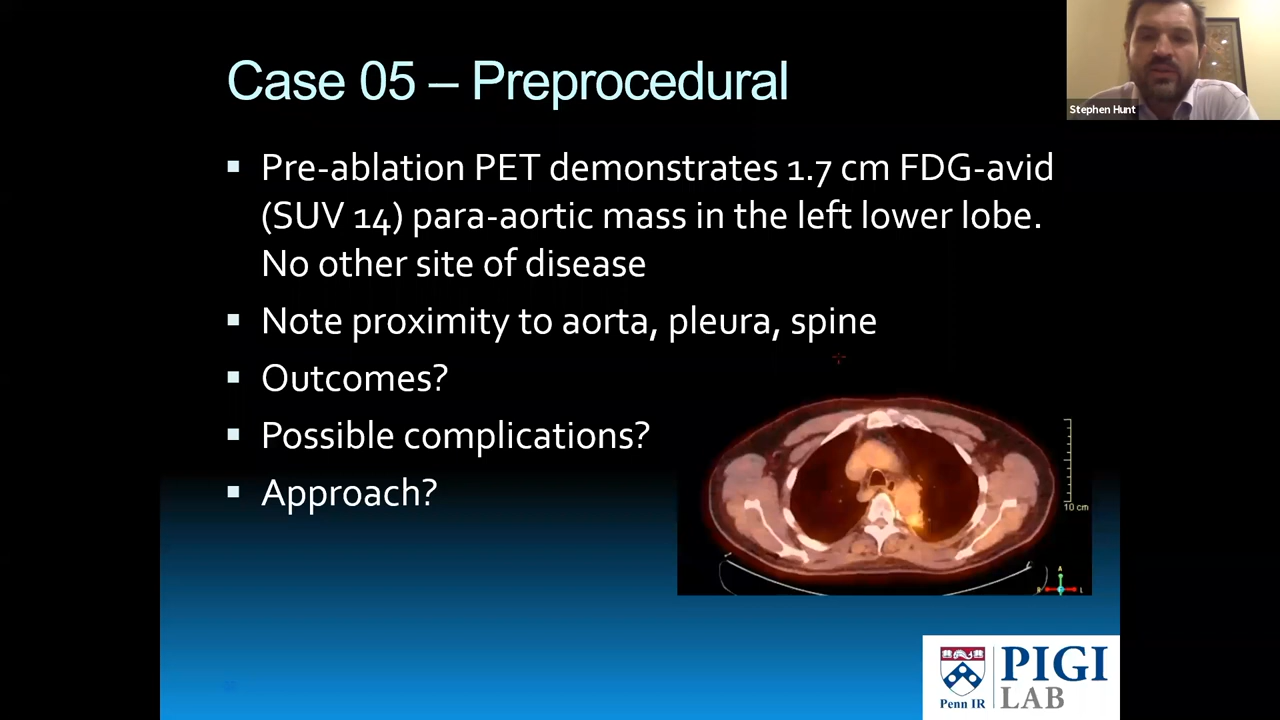 Case 05 – Preprocedural
Stephen Hunt
Pre-ablation PET demonstrates 1.7 cm FDG-avid
(SUV 14) para-aortic mass in the left lower lobe.
No other site of disease
Note proximity to aorta, pleura, spine
Outcomes?
Possible complications?
Approach?
10 cm
A
R
L
Penn IR
PIGI
LAB